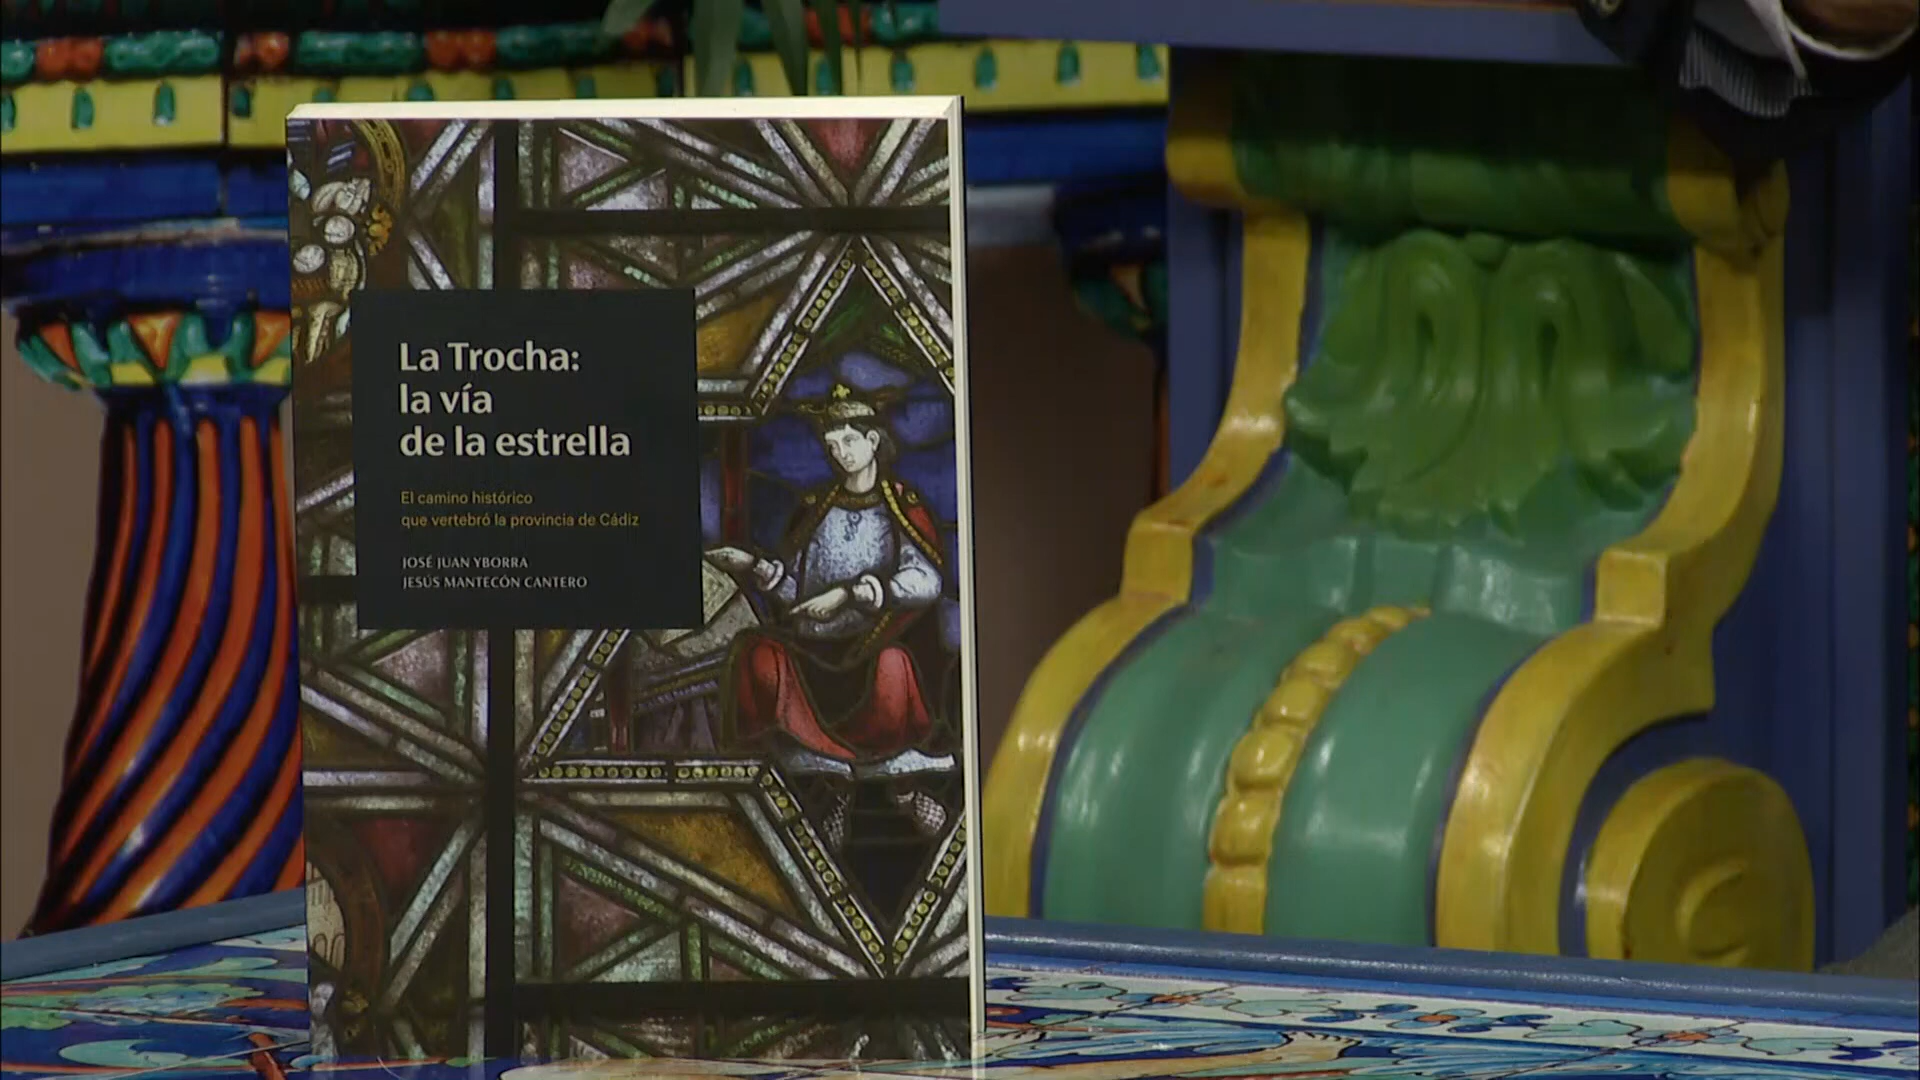 La Trocha:
la vía
de la estrella
El camino histórico
que vertebró la provincia de Cádiz
JOSÉ JUAN YBORRA
JESÚS MANTECÓN CANTERO